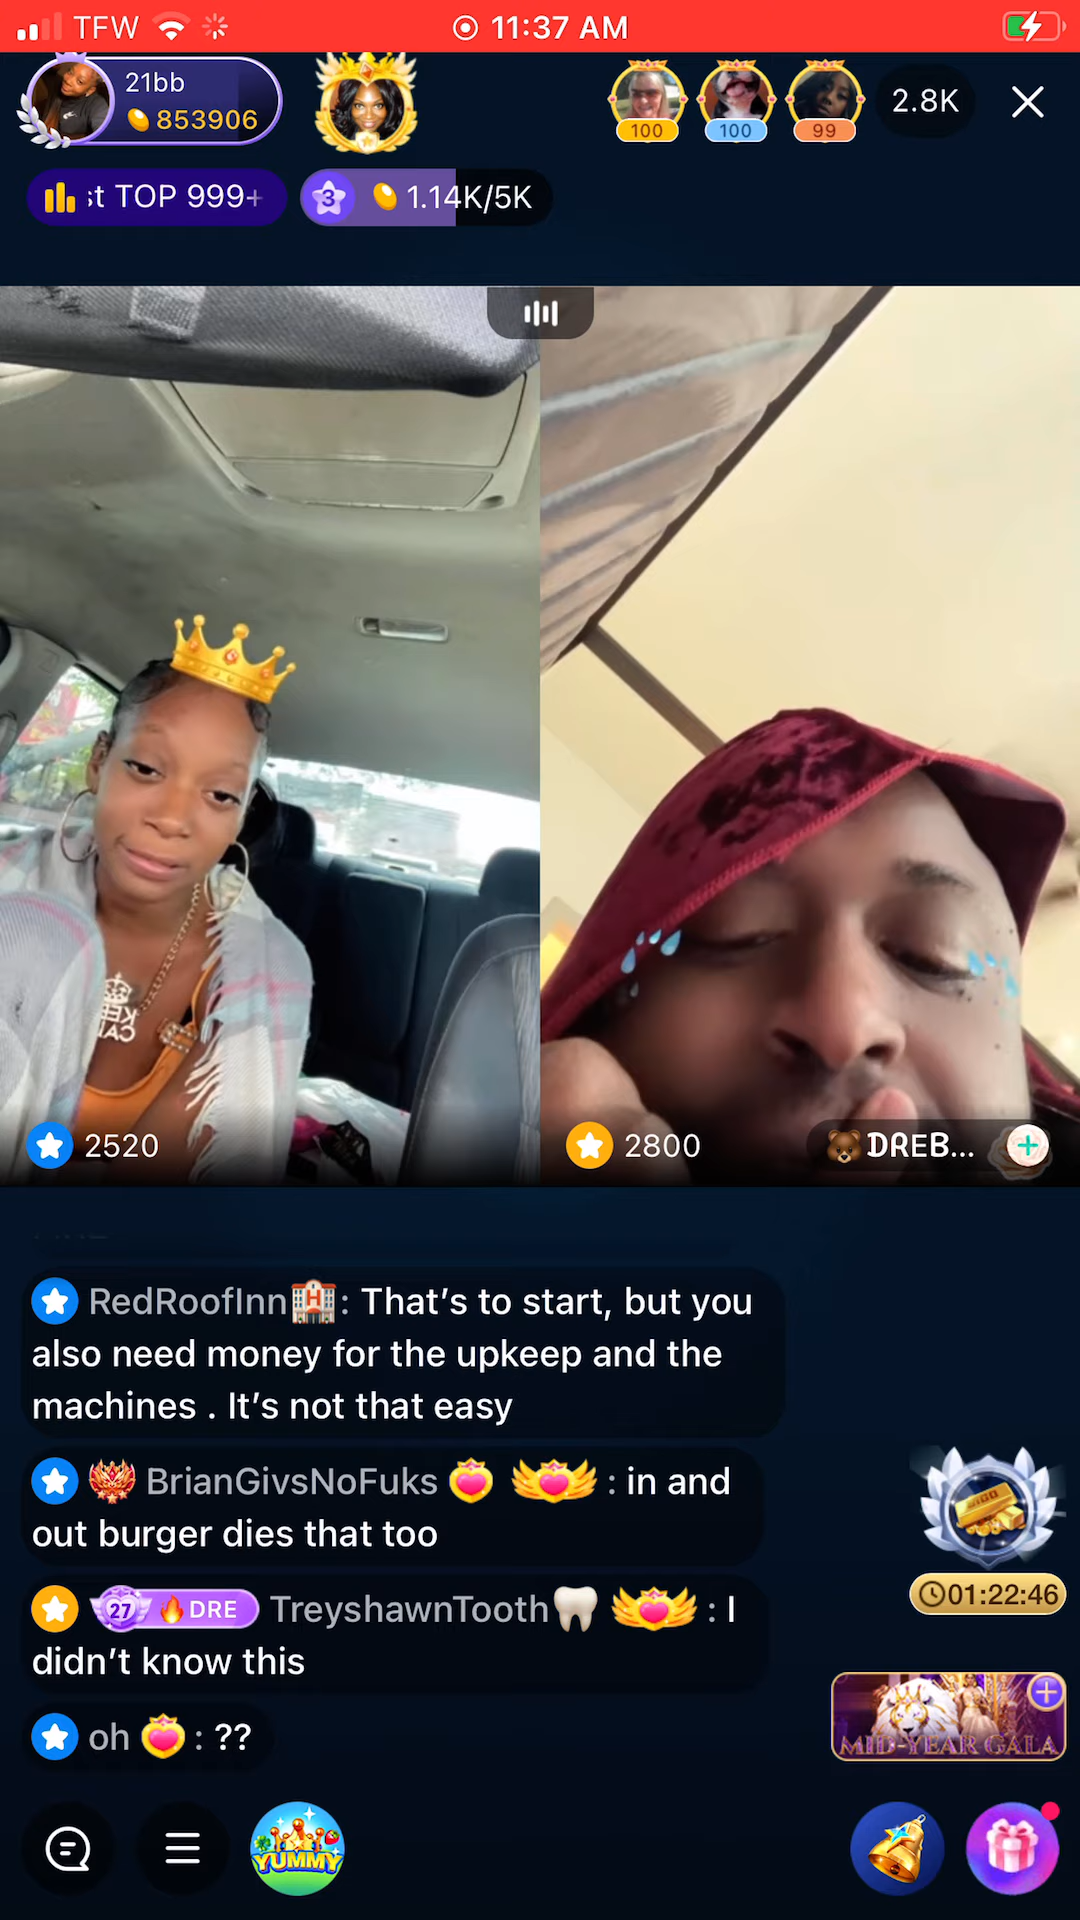 TFW 11:37 AM
21bb
853906
100 100 99 2.8K
st TOP 999+ 3 1.14K/5K
2520 2800 DREB...
RedRoofInn: That's to start, but you
also need money for the upkeep and the
machines . It's not that easy
BrianGivsNoFuks : in and
out burger dies that too
27 DRE TreyshawnTooth : I
didn't know this
oh : ??
01:22:46
MID-YEAR GALA
YUMMY